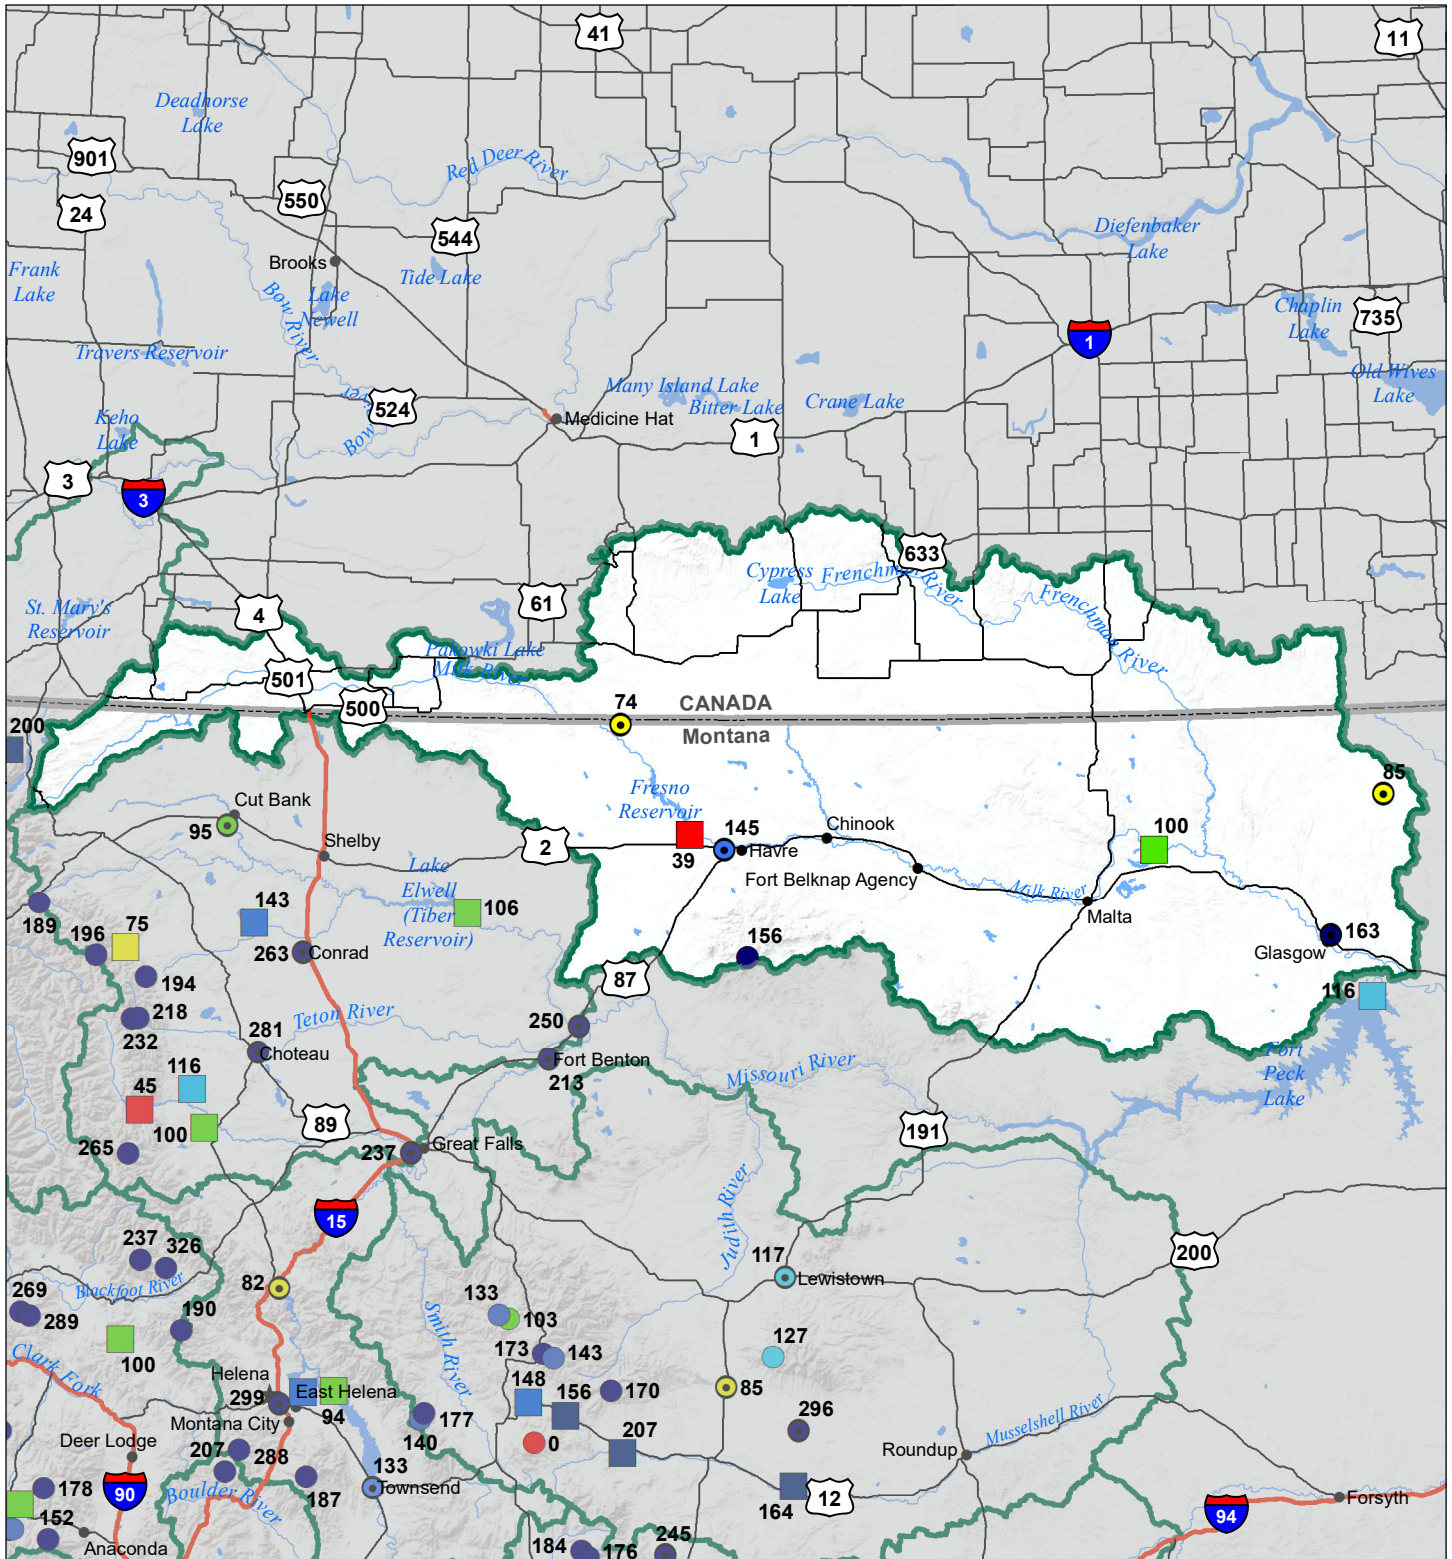 41
11
Deadhorse
Lake
901
Red Deer River
550
24
544
Diefenbaker
Lake
Brooks
Frank
Lake
Tide Lake
Bow River
Lake
Newell
Chaplin
Lake
735
1
Travers Reservoir
Old Wives
Lake
Many Island Lake
Bitter Lake
Crane Lake
524
Keho
Lake
Medicine Hat
Bow
1
3
3
633
Cypress
Lake
Frenchman River
Frenchman River
61
4
St. Mary's
Reservoir
Pakowki Lake
Milk River
501
500
74
CANADA
Montana
200
85
Fresno
Reservoir
Cut Bank
95
Shelby
2
39
145
Havre
Chinook
100
Fort Belknap Agency
Milk River
Malta
Lake
Elwell
(Tiber
Reservoir)
106
189
143
75
196
263
Conrad
156
163
Glasgow
194
87
116
218
232
Teton River
250
281
Choteau
Fort Benton
213
Missouri River
Fort
Peck
Lake
116
45
100
89
191
265
237
Great Falls
Judith River
15
237
326
Blackfoot River
82
117
Lewistown
200
269
289
190
133
103
Smith River
173
143
127
100
Clark Fork
Helena
299
East Helena
94
148
156
170
85
177
140
Montana City
207
296
0
Musselshell River
Deer Lodge
207
288
Roundup
133
Townsend
178
90
187
Boulder River
164
12
Forsyth
94
152
Anaconda
184
176
245